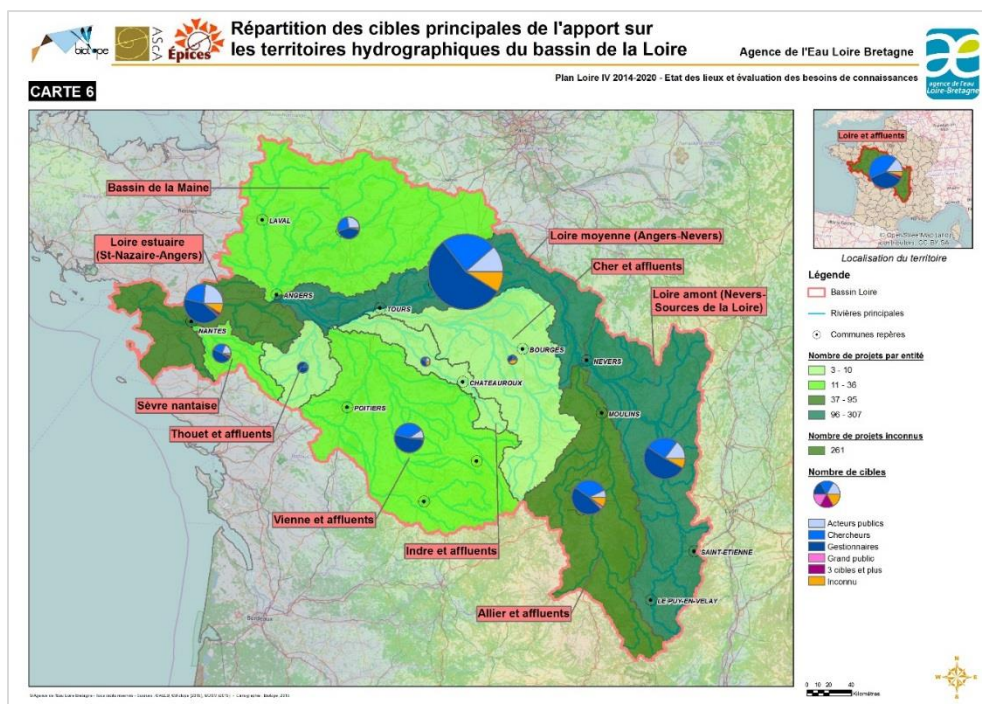 biotope
AScA
Épices
Répartition des cibles principales de l'apport sur
les territoires hydrographiques du bassin de la Loire
Agence de l'Eau Loire Bretagne
Plan Loire IV 2014-2020 - Etat des lieux et évaluation des besoins de connaissances
agence de l'eau
Loire-Bretagne
CARTE 6
Bassin de la Maine
LAVAL
Loire estuaire
(St-Nazaire-Angers)
Loire moyenne (Angers-Nevers)
Cher et affluents
Loire amont (Nevers-
Sources de la Loire)
ANGERS
TOURS
NANTES
BOURGES
NEVERS
CHATEAUROUX
Sèvre nantaise
POITIERS
MOULINS
Thouet et affluents
Vienne et affluents
Indre et affluents
SAINT-ETIENNE
Allier et affluents
LE-PUY-EN-VELAY
Bordeaux
Loire et affluents
Localisation du territoire
Légende
Bassin Loire
Rivières principales
Communes repères
Nombre de projets par entité
3 - 10
11 - 36
37 - 95
96 - 307
Nombre de projets Inconnus
261
Nombre de cibles
Acteurs publics
Chercheurs
Gestionnaires
Grand public
3 cibles et plus
Inconnu
0 10 20 40
Kilomètres